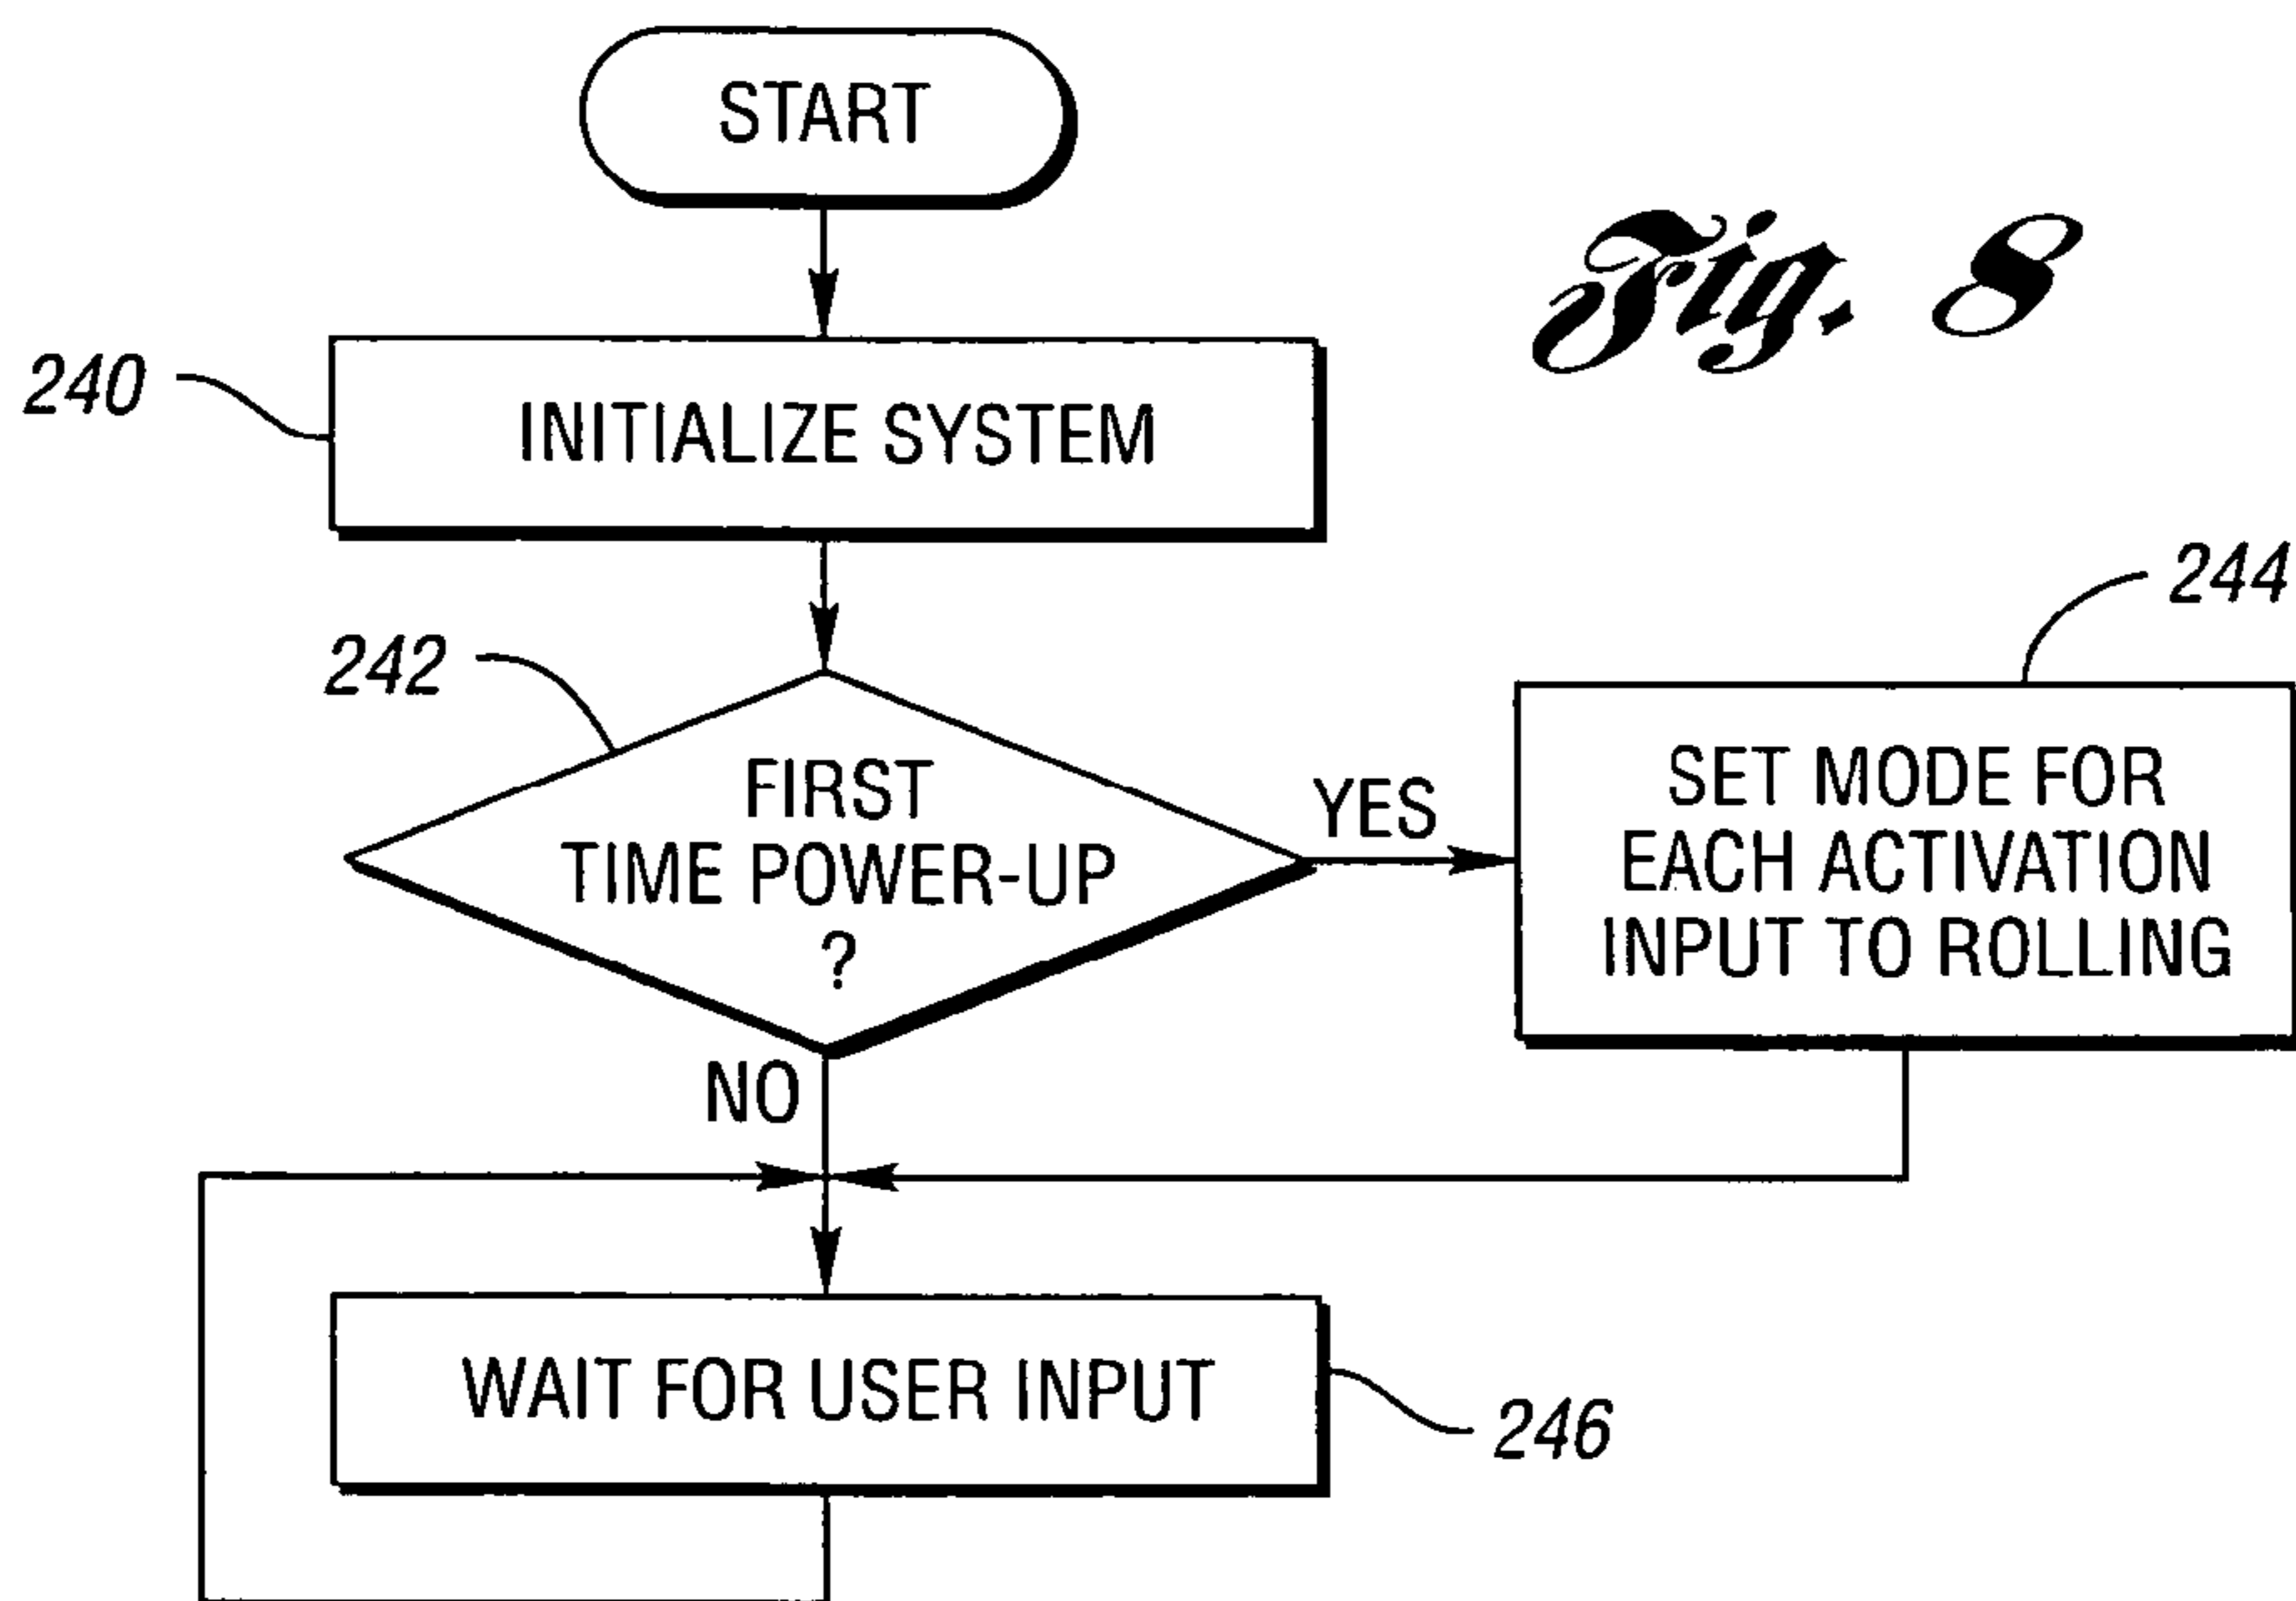 START
Fig. 8
240
INITIALIZE SYSTEM
242
244
FIRST
TIME POWER-UP
?
YES
SET MODE FOR
EACH ACTIVATION
INPUT TO ROLLING
NO
WAIT FOR USER INPUT
246